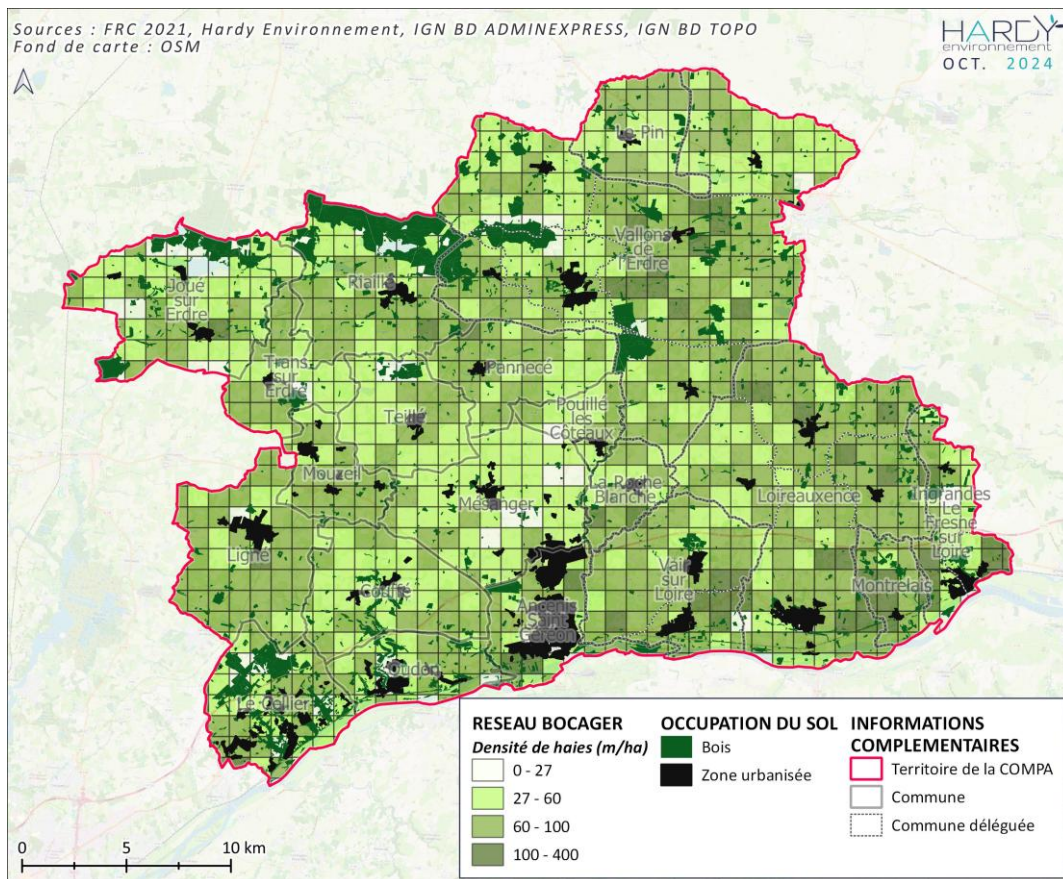 Sources : FRC 2021, Hardy Environnement, IGN BD ADMINEXPRESS, IGN BD TOPO
Fond de carte : OSM
HARDY
environnement
OCT. 2024
Le Pin
Vallons
de
l'Erdre
Joué
sur
Erdre
Riaillé
Trans
sur
Erdre
Pannecé
Teillé
Pouillé
les
Côteaux
Mouzeil
Mésanger
La Roche
Blanche
Loireauxence
Ingrandes
Le
Fresne
sur
Loire
Ligné
Couffé
Vair
sur
Loire
Montrelais
Ancenis
Saint
Géréon
Oudon
Le Cellier
RESEAU BOCAGER
Densité de haies (m/ha)
0 - 27
27 - 60
60 - 100
100 - 400
OCCUPATION DU SOL
Bois
Zone urbanisée
INFORMATIONS
COMPLEMENTAIRES
Territoire de la COMPA
Commune
Commune déléguée
0 5 10 km